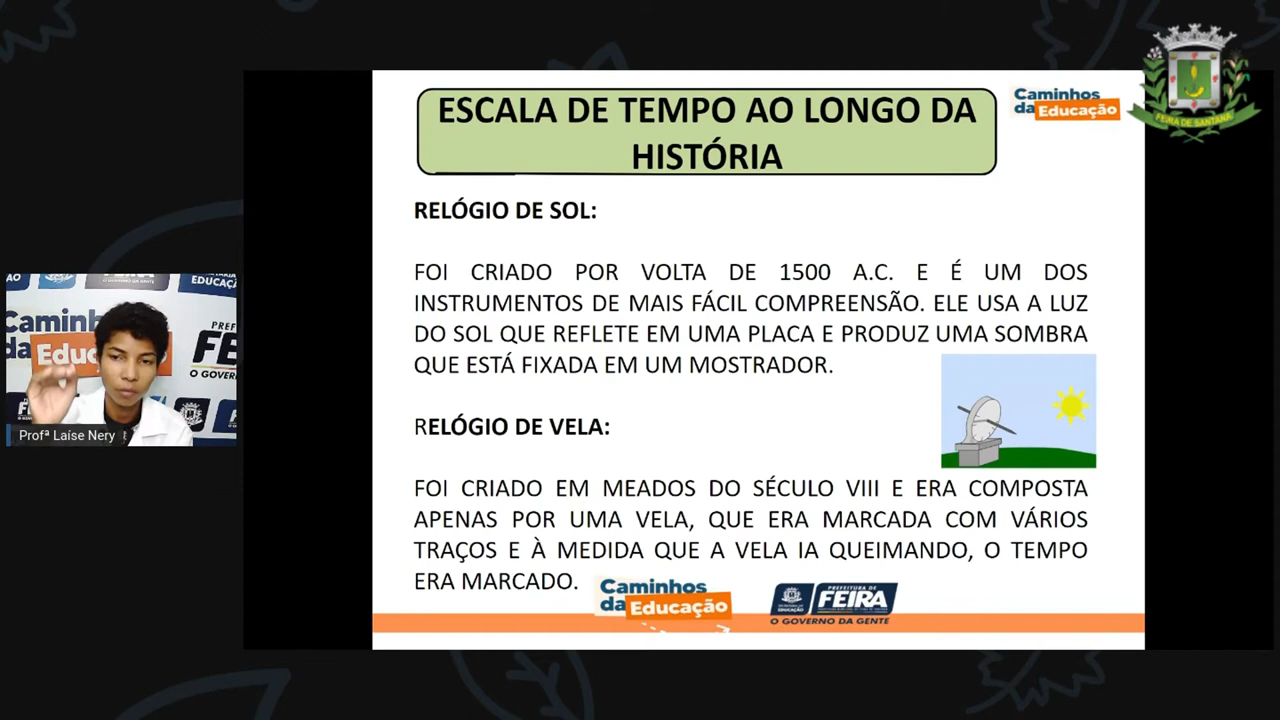 ESCALA DE TEMPO AO LONGO DA
HISTÓRIA
Caminhos
da Educação
FEIRA DE SANTANA
RELÓGIO DE SOL:
FOI CRIADO POR VOLTA DE 1500 A.C. E É UM DOS
INSTRUMENTOS DE MAIS FÁCIL COMPREENSÃO. ELE USA A LUZ
DO SOL QUE REFLETE EM UMA PLACA E PRODUZ UMA SOMBRA
QUE ESTÁ FIXADA EM UM MOSTRADOR.
RELÓGIO DE VELA:
FOI CRIADO EM MEADOS DO SÉCULO VIII E ERA COMPOSTA
APENAS POR UMA VELA, QUE ERA MARCADA COM VÁRIOS
TRAÇOS E À MEDIDA QUE A VELA IA QUEIMANDO, O TEMPO
ERA MARCADO.
Caminhos
da Educação
PREFEITURA DE
FEIRA
O GOVERNO DA GENTE
Profª Laíse Nery